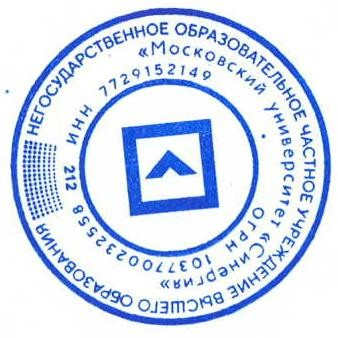 НЕГОСУДАРСТВЕННОЕ ОБРАЗОВАТЕЛЬНОЕ ЧАСТНОЕ УЧРЕЖДЕНИЕ ВЫСШЕГО ОБРАЗОВАНИЯ
«Московский университет «Синергия»
ИНН 7729152149
ОГРН 1037700232558
212